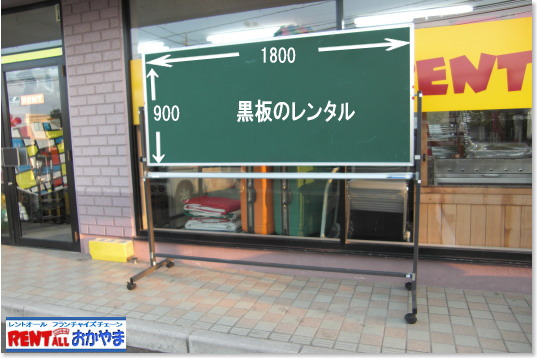 1800
900
黒板のレンタル
RENT
レントオール フランチャイズチェーン
RENT ALL おかやま